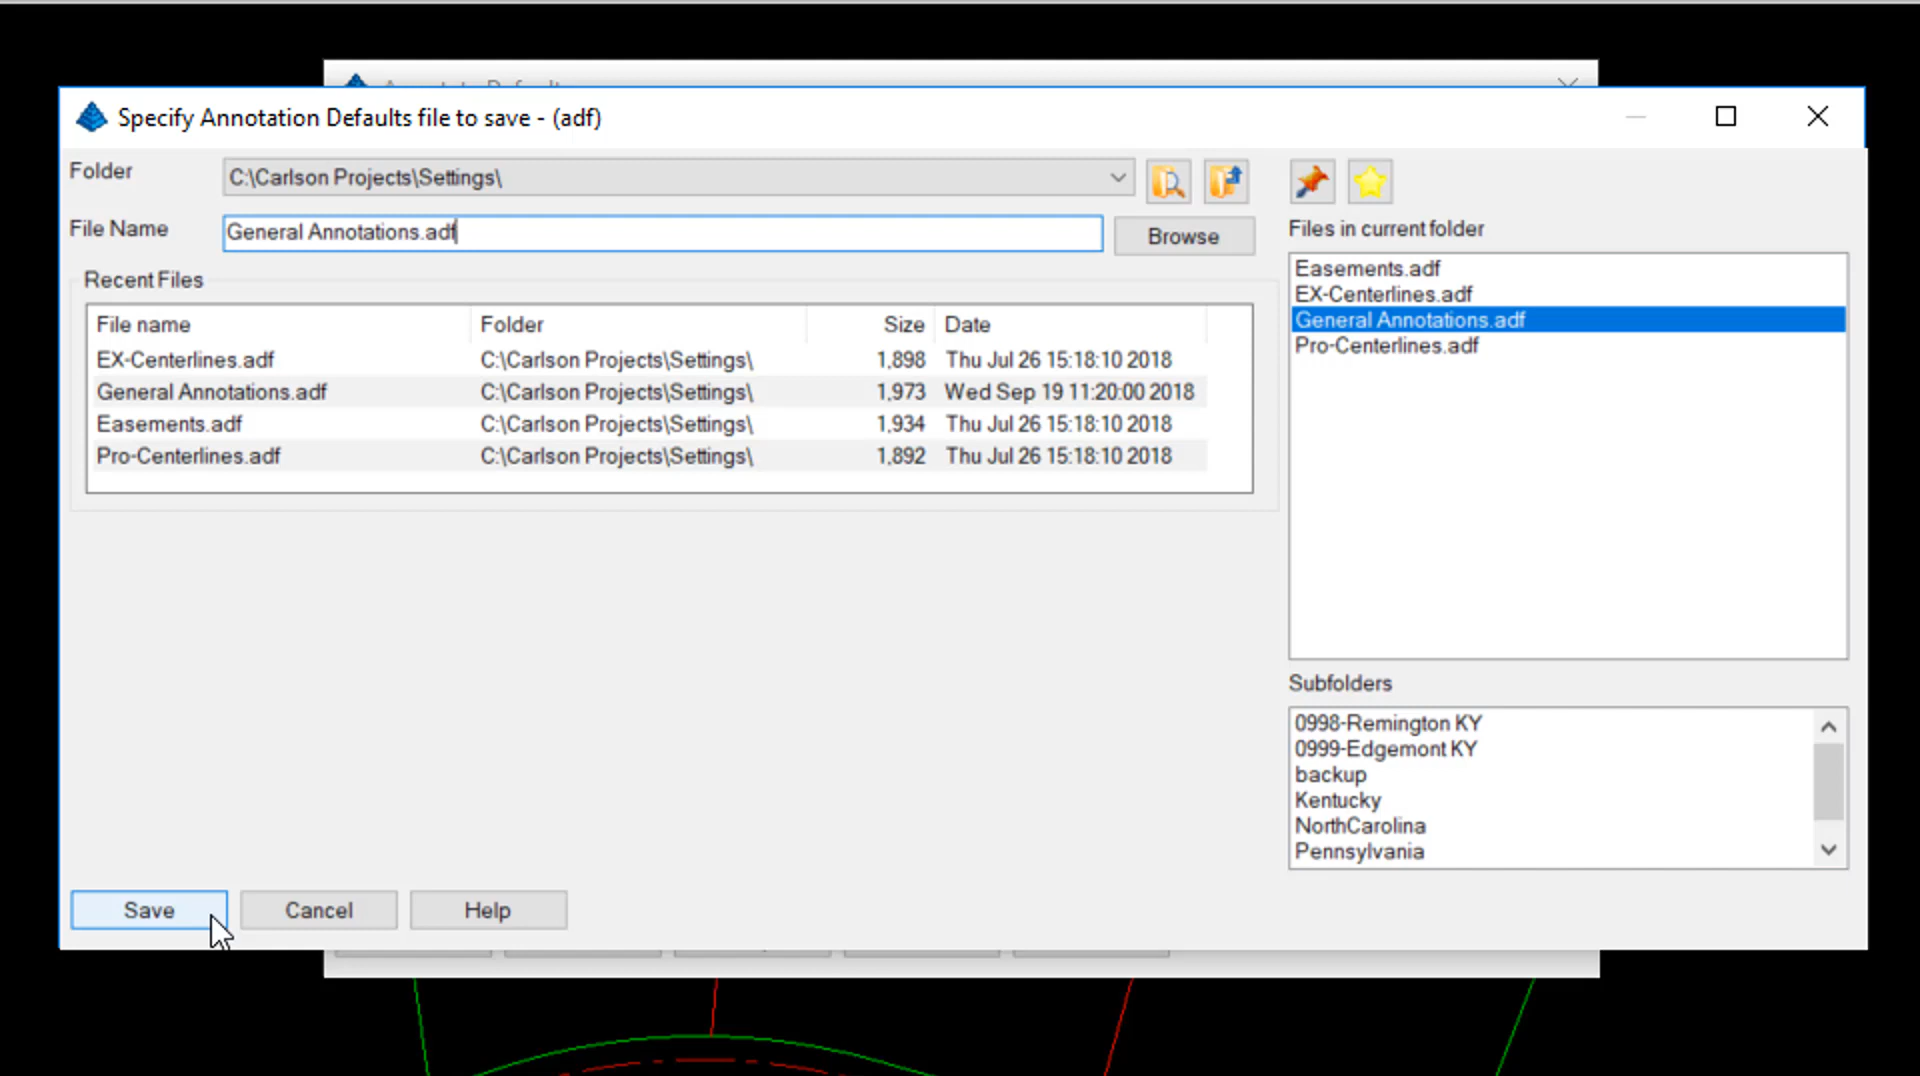 Specify Annotation Defaults file to save - (adf)
Folder
C:\Carlson Projects\Settings\
File Name
General Annotations.adf
Browse
Recent Files
File name Folder Size Date
EX-Centerlines.adf C:\Carlson Projects\Settings\ 1,898 Thu Jul 26 15:18:10 2018
General Annotations.adf C:\Carlson Projects\Settings\ 1,973 Wed Sep 19 11:20:00 2018
Easements.adf C:\Carlson Projects\Settings\ 1,934 Thu Jul 26 15:18:10 2018
Pro-Centerlines.adf C:\Carlson Projects\Settings\ 1,892 Thu Jul 26 15:18:10 2018
Files in current folder
Easements.adf
EX-Centerlines.adf
General Annotations.adf
Pro-Centerlines.adf
Subfolders
0998-Remington KY
0999-Edgemont KY
backup
Kentucky
NorthCarolina
Pennsylvania
Save Cancel Help